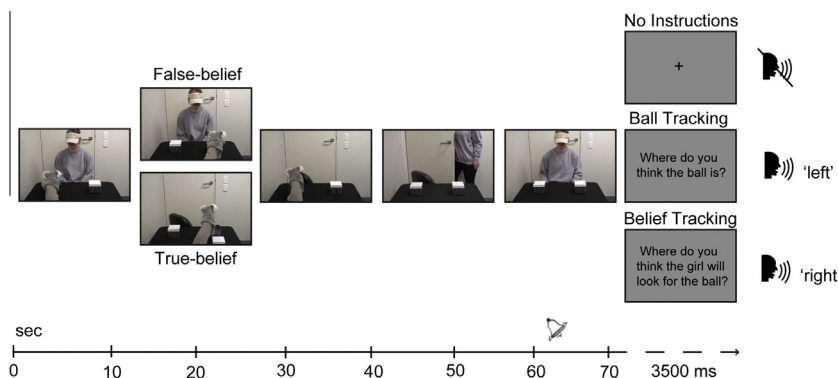 No Instructions
+
False-belief
Ball Tracking
Where do you
think the ball is?
'left'
True-belief
Belief Tracking
Where do you
think the girl will
look for the ball?
'right
sec
0 10 20 30 40 50 60 70 3500 ms